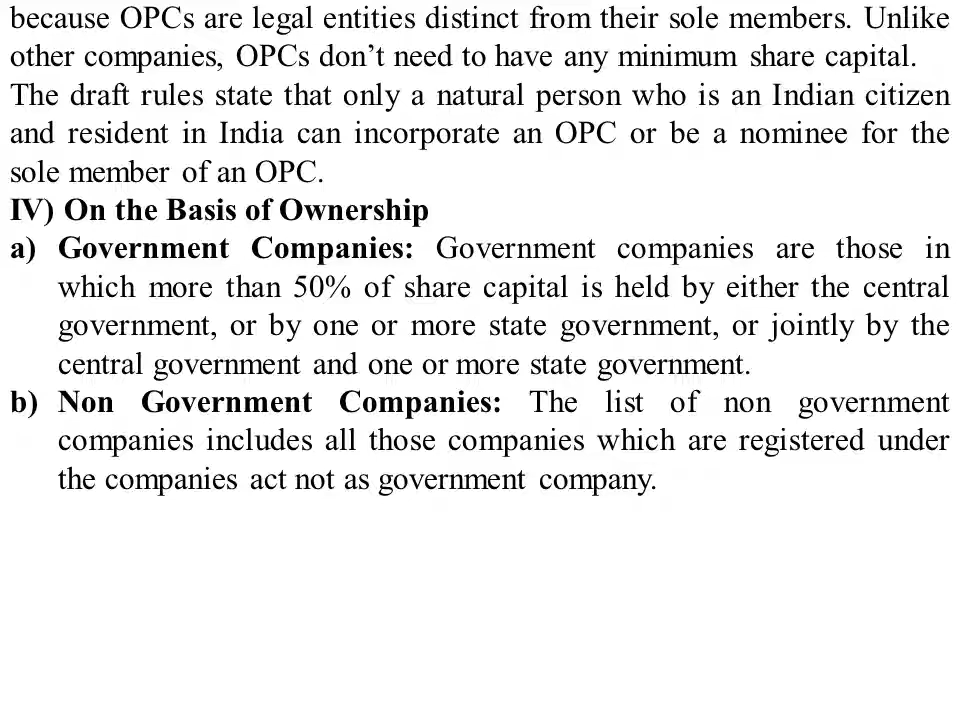 because OPCs are legal entities distinct from their sole members. Unlike
other companies, OPCs don’t need to have any minimum share capital.
The draft rules state that only a natural person who is an Indian citizen
and resident in India can incorporate an OPC or be a nominee for the
sole member of an OPC.
IV) On the Basis of Ownership
a) Government Companies: Government companies are those in
which more than 50% of share capital is held by either the central
government, or by one or more state government, or jointly by the
central government and one or more state government.
b) Non Government Companies: The list of non government
companies includes all those companies which are registered under
the companies act not as government company.